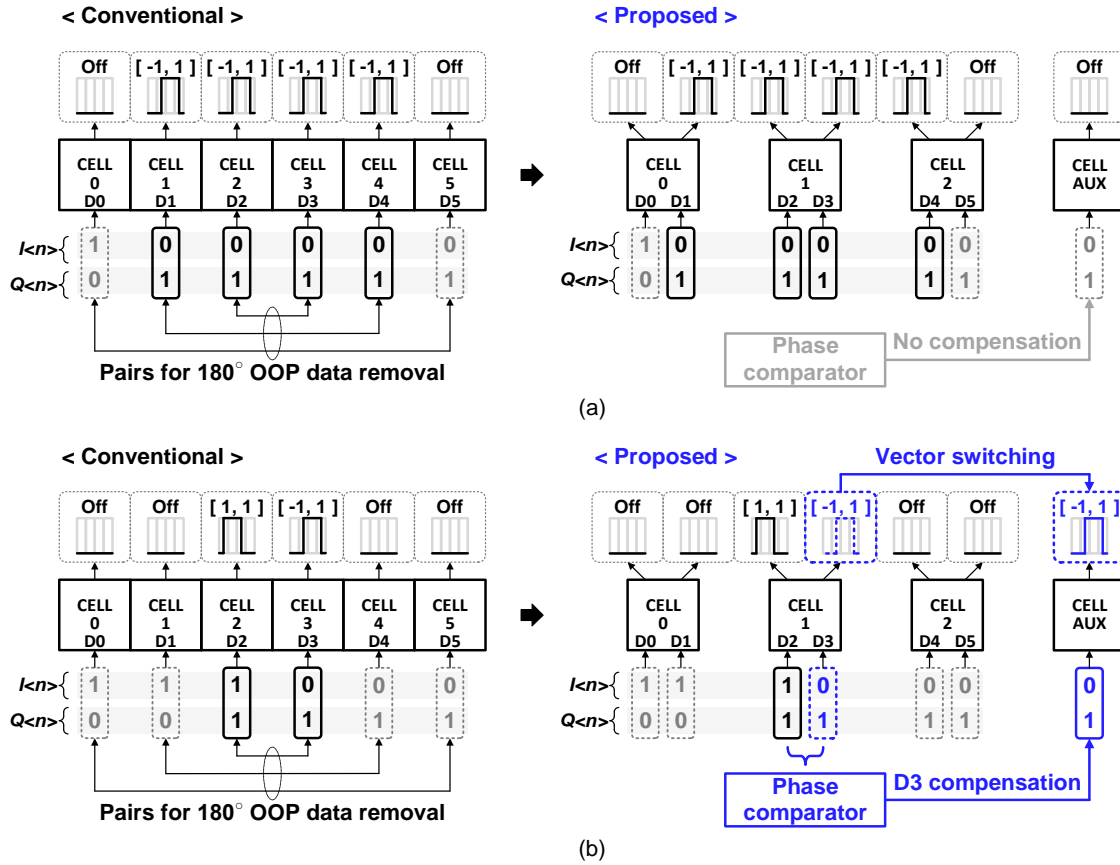 < Conventional >
Off [ -1, 1 ] [ -1, 1 ] [ -1, 1 ] [ -1, 1 ] Off
CELL CELL CELL CELL CELL CELL
0 1 2 3 4 5
D0 D1 D2 D3 D4 D5
I<n> 1 0 0 0 0 0
Q<n> 0 1 1 1 1 1
Pairs for 180° OOP data removal
< Proposed >
Off [ -1, 1 ] [ -1, 1 ] [ -1, 1 ] [ -1, 1 ] Off Off
CELL CELL CELL CELL
0 1 2 AUX
D0 D1 D2 D3 D4 D5
I<n> 1 0 0 0 0 0 0
Q<n> 0 1 1 1 1 1 1
Phase
comparator
No compensation
(a)
< Conventional >
Off Off [ 1, 1 ] [ -1, 1 ] Off Off
CELL CELL CELL CELL CELL CELL
0 1 2 3 4 5
D0 D1 D2 D3 D4 D5
I<n> 1 1 1 0 0 0
Q<n> 0 0 1 1 1 1
Pairs for 180° OOP data removal
< Proposed >
Vector switching
Off Off [ 1, 1 ] [ -1, 1 ] Off Off [ -1, 1 ]
CELL CELL CELL CELL
0 1 2 AUX
D0 D1 D2 D3 D4 D5
I<n> 1 1 1 0 0 0 0
Q<n> 0 0 1 1 1 1 1
Phase
comparator
D3 compensation
(b)